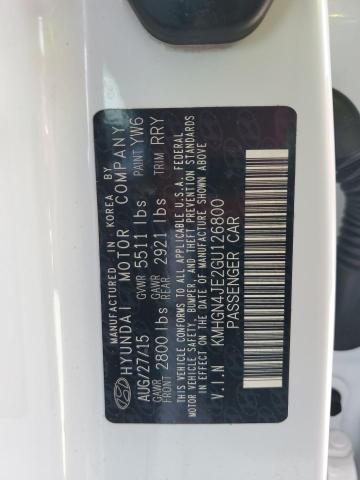 MANUFACTURED IN KOREA BY
HYUNDAI MOTOR COMPANY
AUG/27/15 GVWR 5511 lbs PAINT YW6
GAWR FRONT 2800 lbs GAWR REAR 2921 lbs TRIM RRY
THIS VEHICLE CONFORMS TO ALL APPLICABLE U.S.A. FEDERAL
MOTOR VEHICLE SAFETY, BUMPER, AND THEFT PREVENTION STANDARDS
IN EFFECT ON THE DATE OF MANUFACTURE SHOWN ABOVE
V.I.N KMHGN4JE2GU126800
PASSENGER CAR